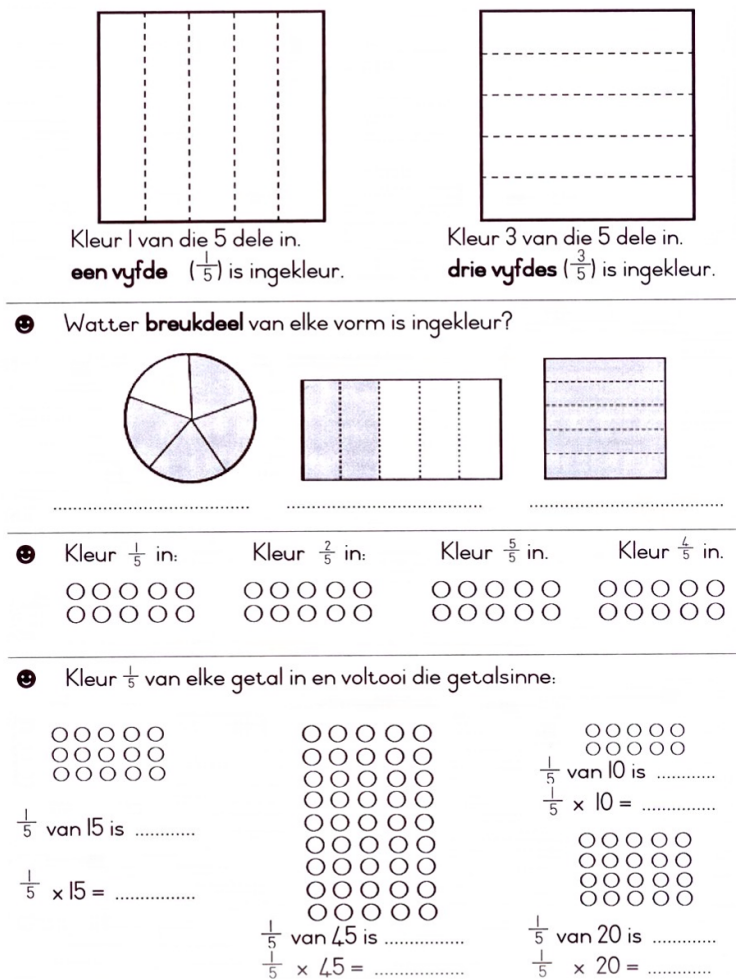 Kleur 1 van die 5 dele in.
een vyfde (1/5) is ingekleur.
Kleur 3 van die 5 dele in.
drie vyfdes (3/5) is ingekleur.
Watter breukdeel van elke vorm is ingekleur?
Kleur 1/5 in:
Kleur 2/5 in:
Kleur 5/5 in.
Kleur 4/5 in.
Kleur 1/5 van elke getal in en voltooi die getalsinne:
1/5 van 15 is ............
1/5 x 15 = ................
1/5 van 45 is ................
1/5 x 45 = ..................
1/5 van 10 is ............
1/5 x 10 = ...............
1/5 van 20 is .............
1/5 x 20 = .............